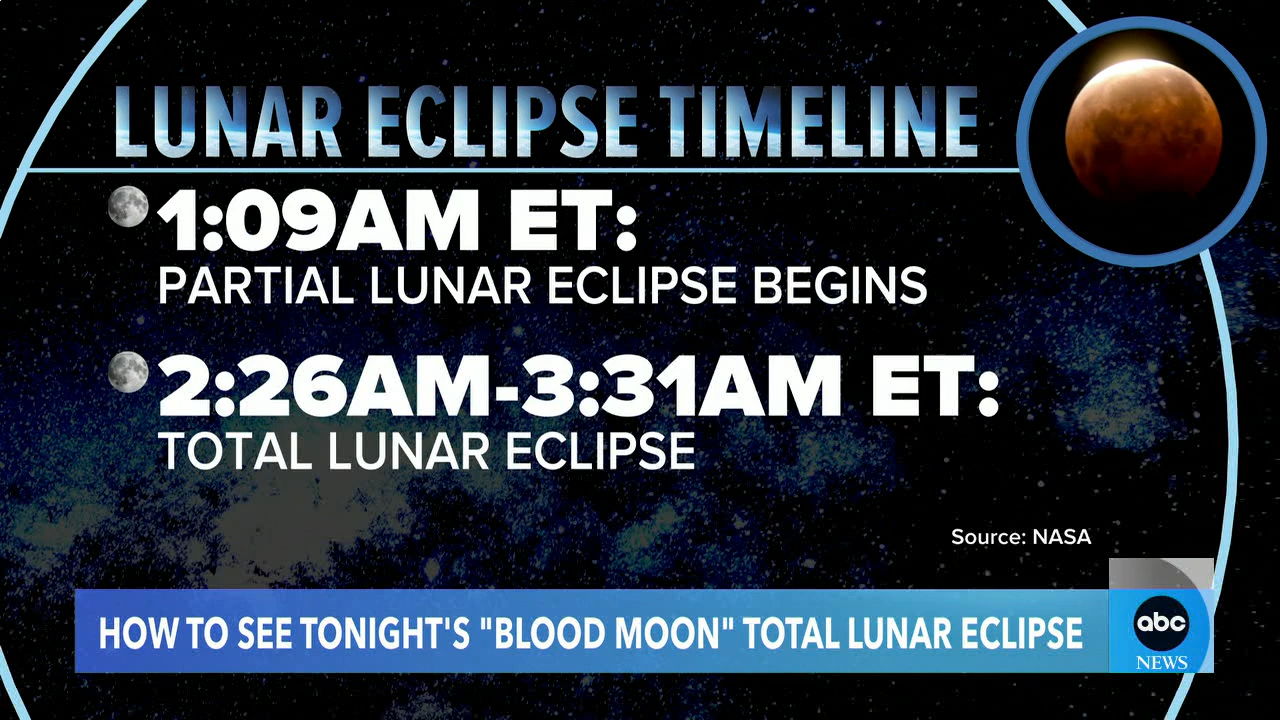 LUNAR ECLIPSE TIMELINE
1:09AM ET:
PARTIAL LUNAR ECLIPSE BEGINS
2:26AM-3:31AM ET:
TOTAL LUNAR ECLIPSE
Source: NASA
HOW TO SEE TONIGHT'S "BLOOD MOON" TOTAL LUNAR ECLIPSE
abc
NEWS